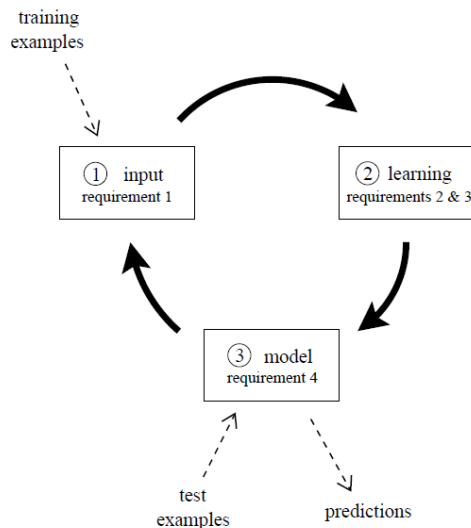 training
examples
① input
requirement 1
② learning
requirements 2 & 3
③ model
requirement 4
test
examples
predictions